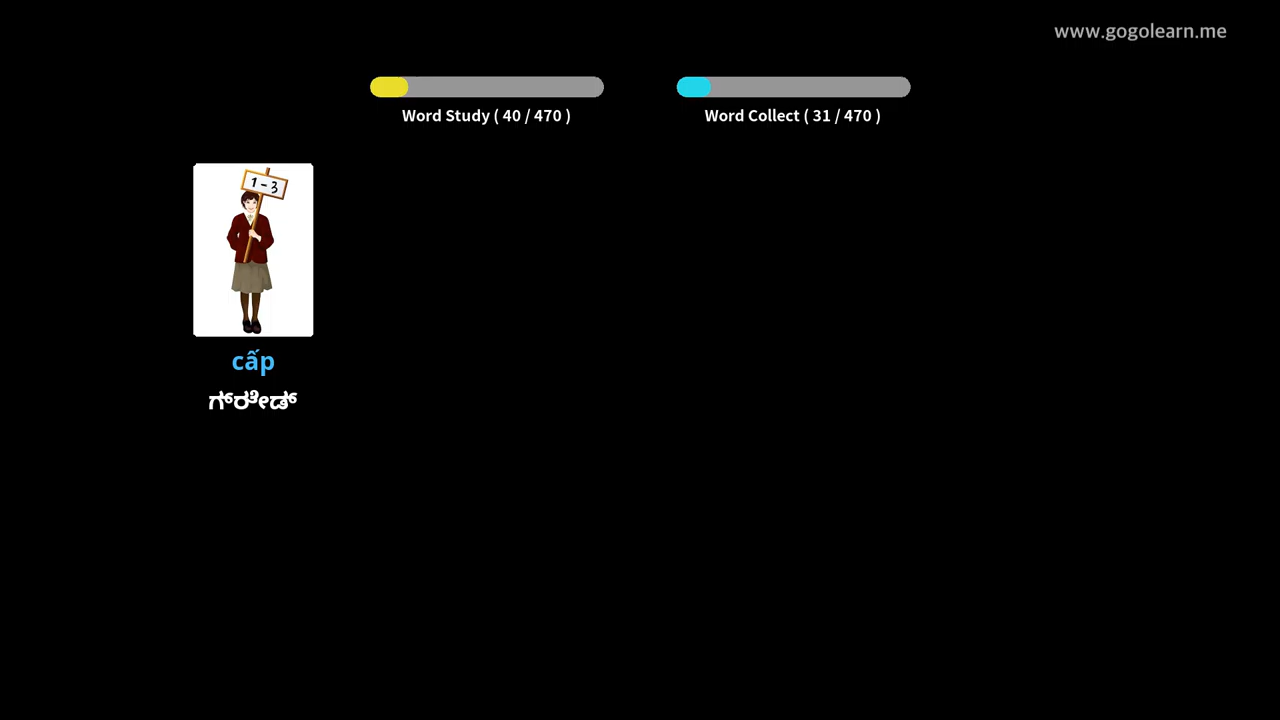 www.gogolearn.me
Word Study ( 40 / 470 )
Word Collect ( 31 / 470 )
1 - 3
cấp
ಗ್ರೇಡ್